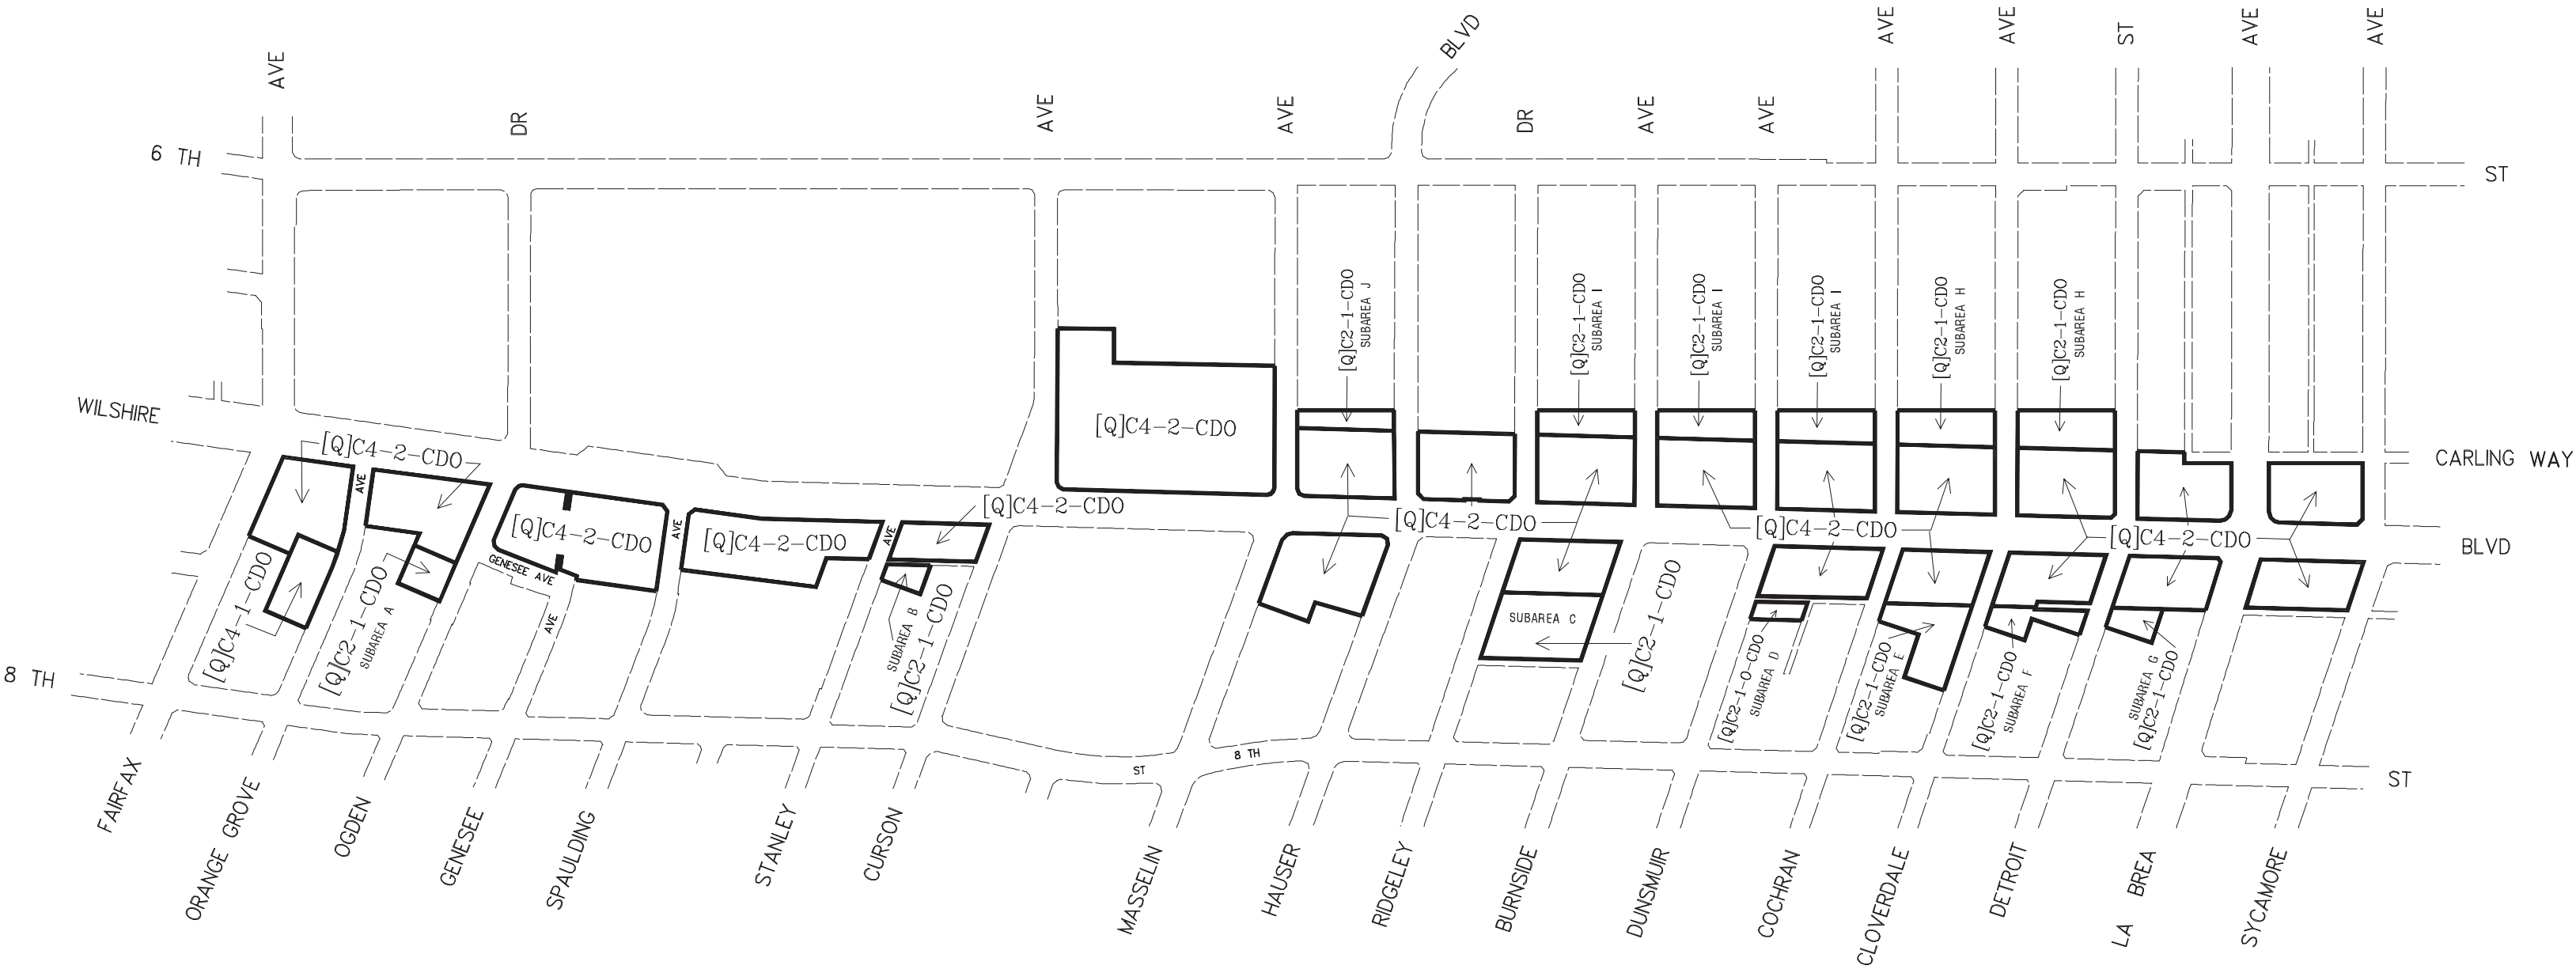 AVE
DR
AVE
AVE
BLVD
DR
AVE
AVE
AVE
AVE
ST
AVE
AVE
6 TH
ST
[Q]C2-1-CDO
SUBAREA J
[Q]C2-1-CDO
SUBAREA I
[Q]C2-1-CDO
SUBAREA I
[Q]C2-1-CDO
SUBAREA I
[Q]C2-1-CDO
SUBAREA H
[Q]C2-1-CDO
SUBAREA H
WILSHIRE
[Q]C4-2-CDO
[Q]C4-2-CDO
CARLING WAY
AVE
[Q]C4-2-CDO
AVE
[Q]C4-2-CDO
AVE
[Q]C4-2-CDO
[Q]C4-2-CDO
[Q]C4-2-CDO
[Q]C4-2-CDO
BLVD
GENESEE AVE
AVE
[Q]C4-1-CDO
[Q]C2-1-CDO
SUBAREA A
SUBAREA B
[Q]C2-1-CDO
SUBAREA C
[Q]C2-1-CDO
[Q]C2-1-O-CDO
SUBAREA D
[Q]C2-1-CDO
SUBAREA E
[Q]C2-1-CDO
SUBAREA F
SUBAREA G
[Q]C2-1-CDO
8 TH
ST
8 TH
ST
FAIRFAX
ORANGE GROVE
OGDEN
GENESEE
SPAULDING
STANLEY
CURSON
MASSELIN
HAUSER
RIDGELEY
BURNSIDE
DUNSMUIR
COCHRAN
CLOVERDALE
DETROIT
LA BREA
SYCAMORE